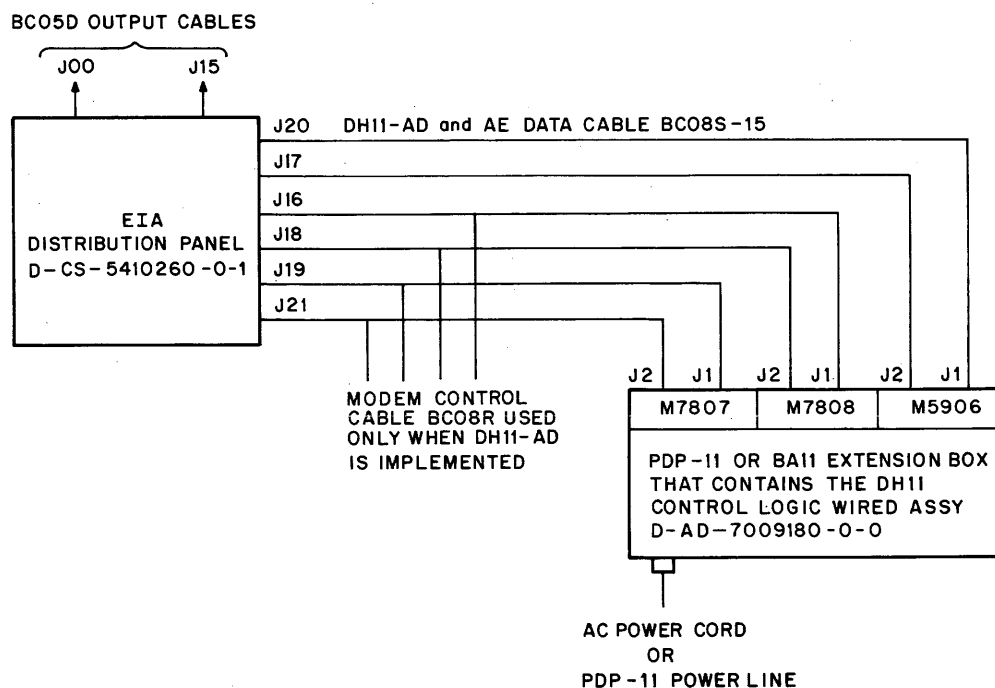 BC05D OUTPUT CABLES
J00 J15
J20 DH11-AD and AE DATA CABLE BC08S-15
J17
J16
J18
J19
J21
EIA
DISTRIBUTION PANEL
D-CS-5410260-0-1
MODEM CONTROL
CABLE BC08R USED
ONLY WHEN DH11-AD
IS IMPLEMENTED
J2 J1 J2 J1 J2 J1
M7807 M7808 M5906
PDP-11 OR BA11 EXTENSION BOX
THAT CONTAINS THE DH11
CONTROL LOGIC WIRED ASSY
D-AD-7009180-0-0
AC POWER CORD
OR
PDP-11 POWER LINE